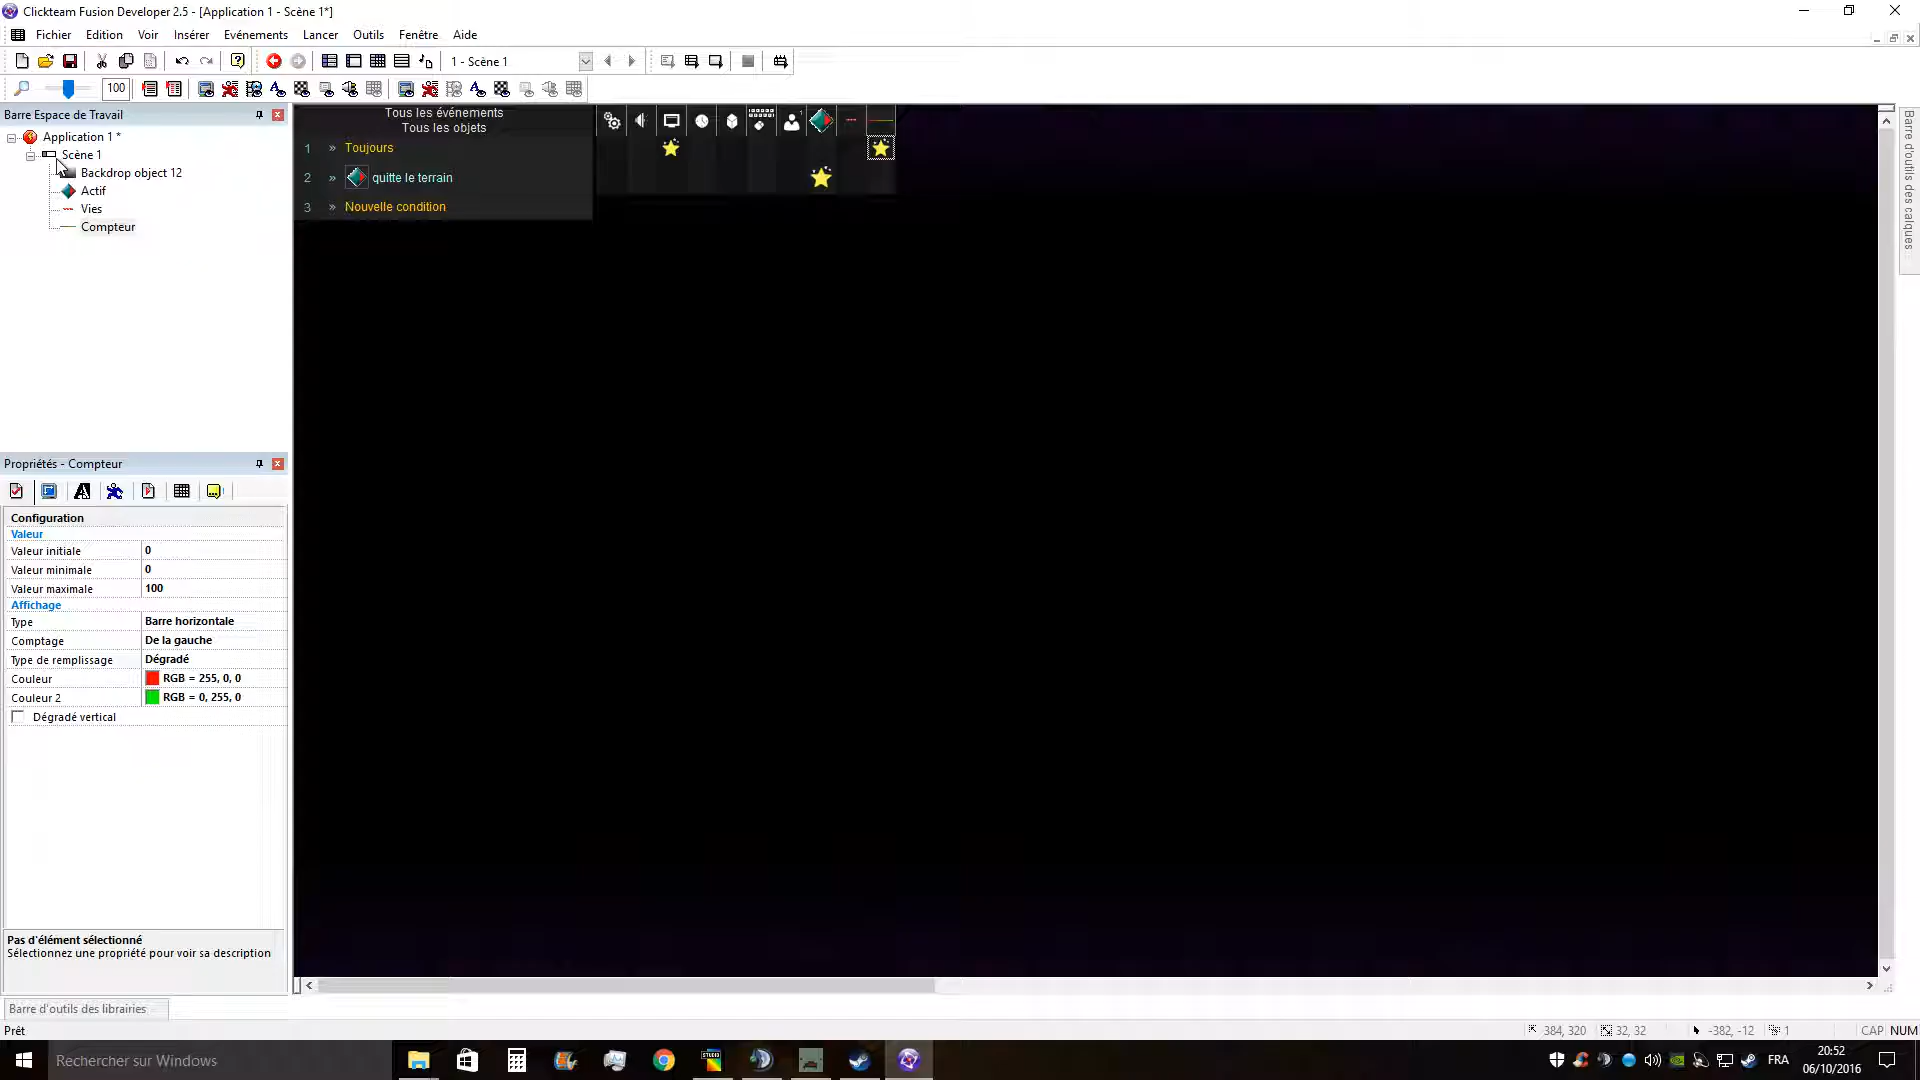 Clickteam Fusion Developer 2.5 - [Application 1 - Scène 1*]
Fichier Edition Voir Insérer Evénements Lancer Outils Fenêtre Aide
1 - Scène 1
100
Barre Espace de Travail
Application 1 *
Scène 1
Backdrop object 12
Actif
Vies
Compteur
Tous les événements
Tous les objets
1 » Toujours
2 » quitte le terrain
3 » Nouvelle condition
Barre d'outils des calques
Propriétés - Compteur
Configuration
Valeur
Valeur initiale 0
Valeur minimale 0
Valeur maximale 100
Affichage
Type Barre horizontale
Comptage De la gauche
Type de remplissage Dégradé
Couleur RGB = 255, 0, 0
Couleur 2 RGB = 0, 255, 0
Dégradé vertical
Pas d'élément sélectionné
Sélectionnez une propriété pour voir sa description
Barre d'outils des librairies
Prêt
384, 320 32, 32 -382, -12 1 CAP NUM
Rechercher sur Windows
STUDIO
FRA
20:52
06/10/2016